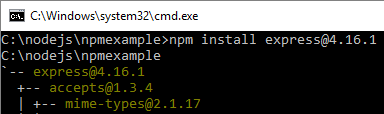 C:\Windows\system32\cmd.exe
C:\nodejs\npmexample>npm install express@4.16.1
C:\nodejs\npmexample
`-- express@4.16.1
  +-- accepts@1.3.4
  | +-- mime-types@2.1.17